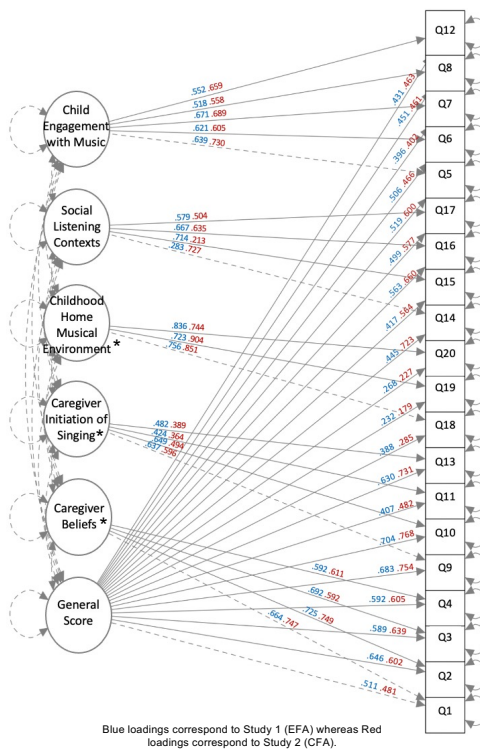 Q12
.552 .659
Q8
.518 .558
.431 .463
Child
Engagement
with Music
.671 .689
Q7
.451 .461
.621 .605
Q6
.639 .730
.396 .402
Q5
.506 .466
Social
Listening
Contexts
.579 .504
Q17
.519 .600
.667 .635
Q16
.714 .213
.499 .577
.283 .727
Q15
.563 .660
Childhood
Home
Musical
Environment *
Q14
.417 .564
.836 .744
Q20
.723 .904
.445 .723
.756 .851
Q19
.268 .227
Q18
.232 .179
Caregiver
Initiation of
Singing*
.482 .389
.424 .364
.649 .494
.637 .596
Q13
.388 .285
Q11
.630 .731
Caregiver
Beliefs *
.407 .482
Q10
.704 .768
Q9
.592 .611
.683 .754
General
Score
.692 .592
.592 .605
Q4
.725 .749
.664 .747
.589 .639
Q3
.646 .602
Q2
.511 .481
Q1
Blue loadings correspond to Study 1 (EFA) whereas Red
loadings correspond to Study 2 (CFA).